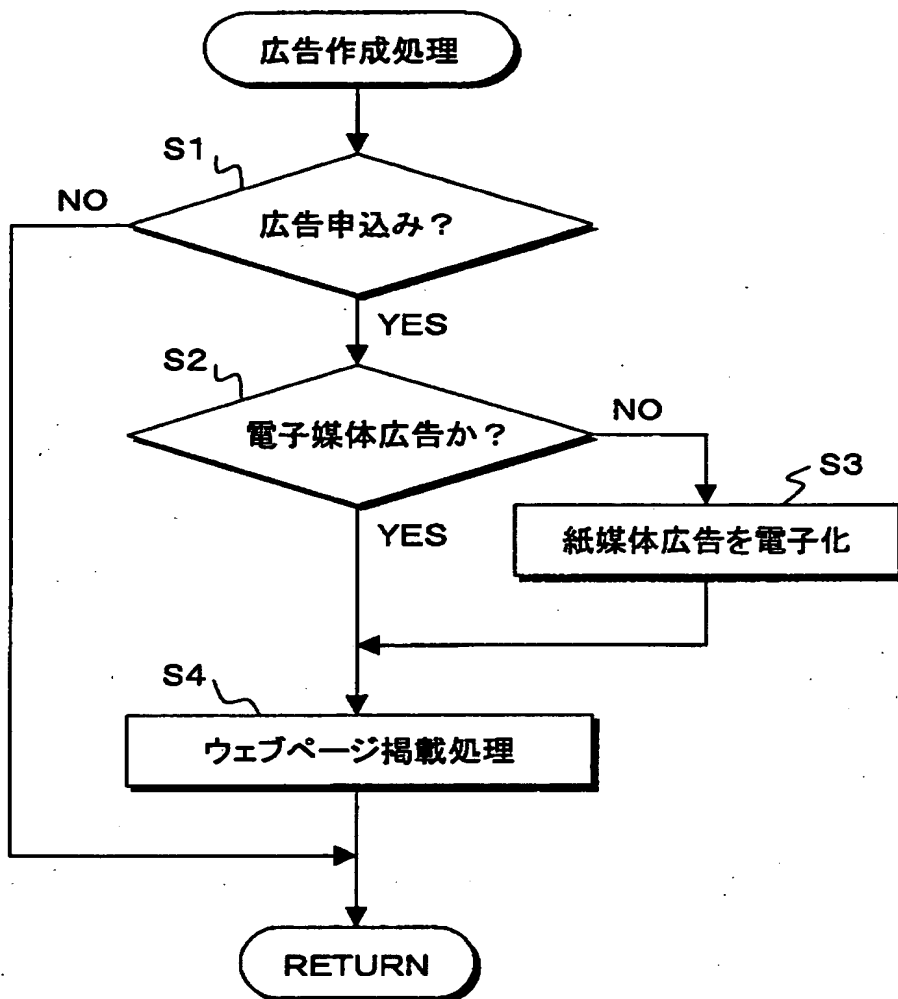 広告作成処理
S1
NO
広告申込み？
YES
S2
NO
電子媒体広告か？
S3
YES
紙媒体広告を電子化
S4
ウェブページ掲載処理
RETURN